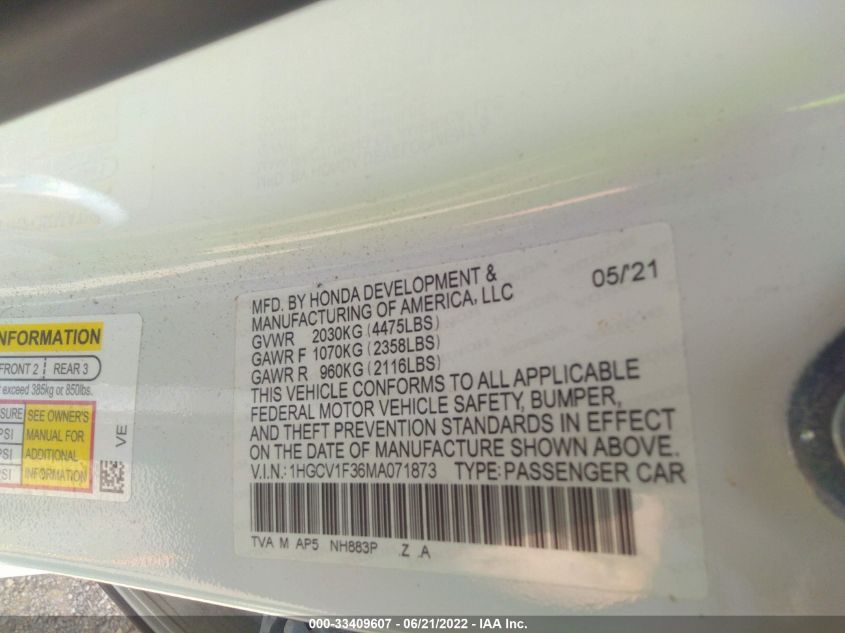 MFD. BY HONDA DEVELOPMENT & 05/'21
MANUFACTURING OF AMERICA, LLC
GVWR 2030KG (4475LBS)
GAWR F 1070KG (2358LBS)
GAWR R 960KG (2116LBS)
THIS VEHICLE CONFORMS TO ALL APPLICABLE
FEDERAL MOTOR VEHICLE SAFETY, BUMPER,
AND THEFT PREVENTION STANDARDS IN EFFECT
ON THE DATE OF MANUFACTURE SHOWN ABOVE.
V.I.N.: 1HGCV1F36MA071873 TYPE: PASSENGER CAR
TVA M AP5 NH883P Z A
INFORMATION
FRONT 2 REAR 3
exceed 385kg or 850lbs.
SEE OWNER'S
MANUAL FOR
ADDITIONAL
INFORMATION
PSI
PSI
VE
000-33409607 - 06/21/2022 - IAA Inc.